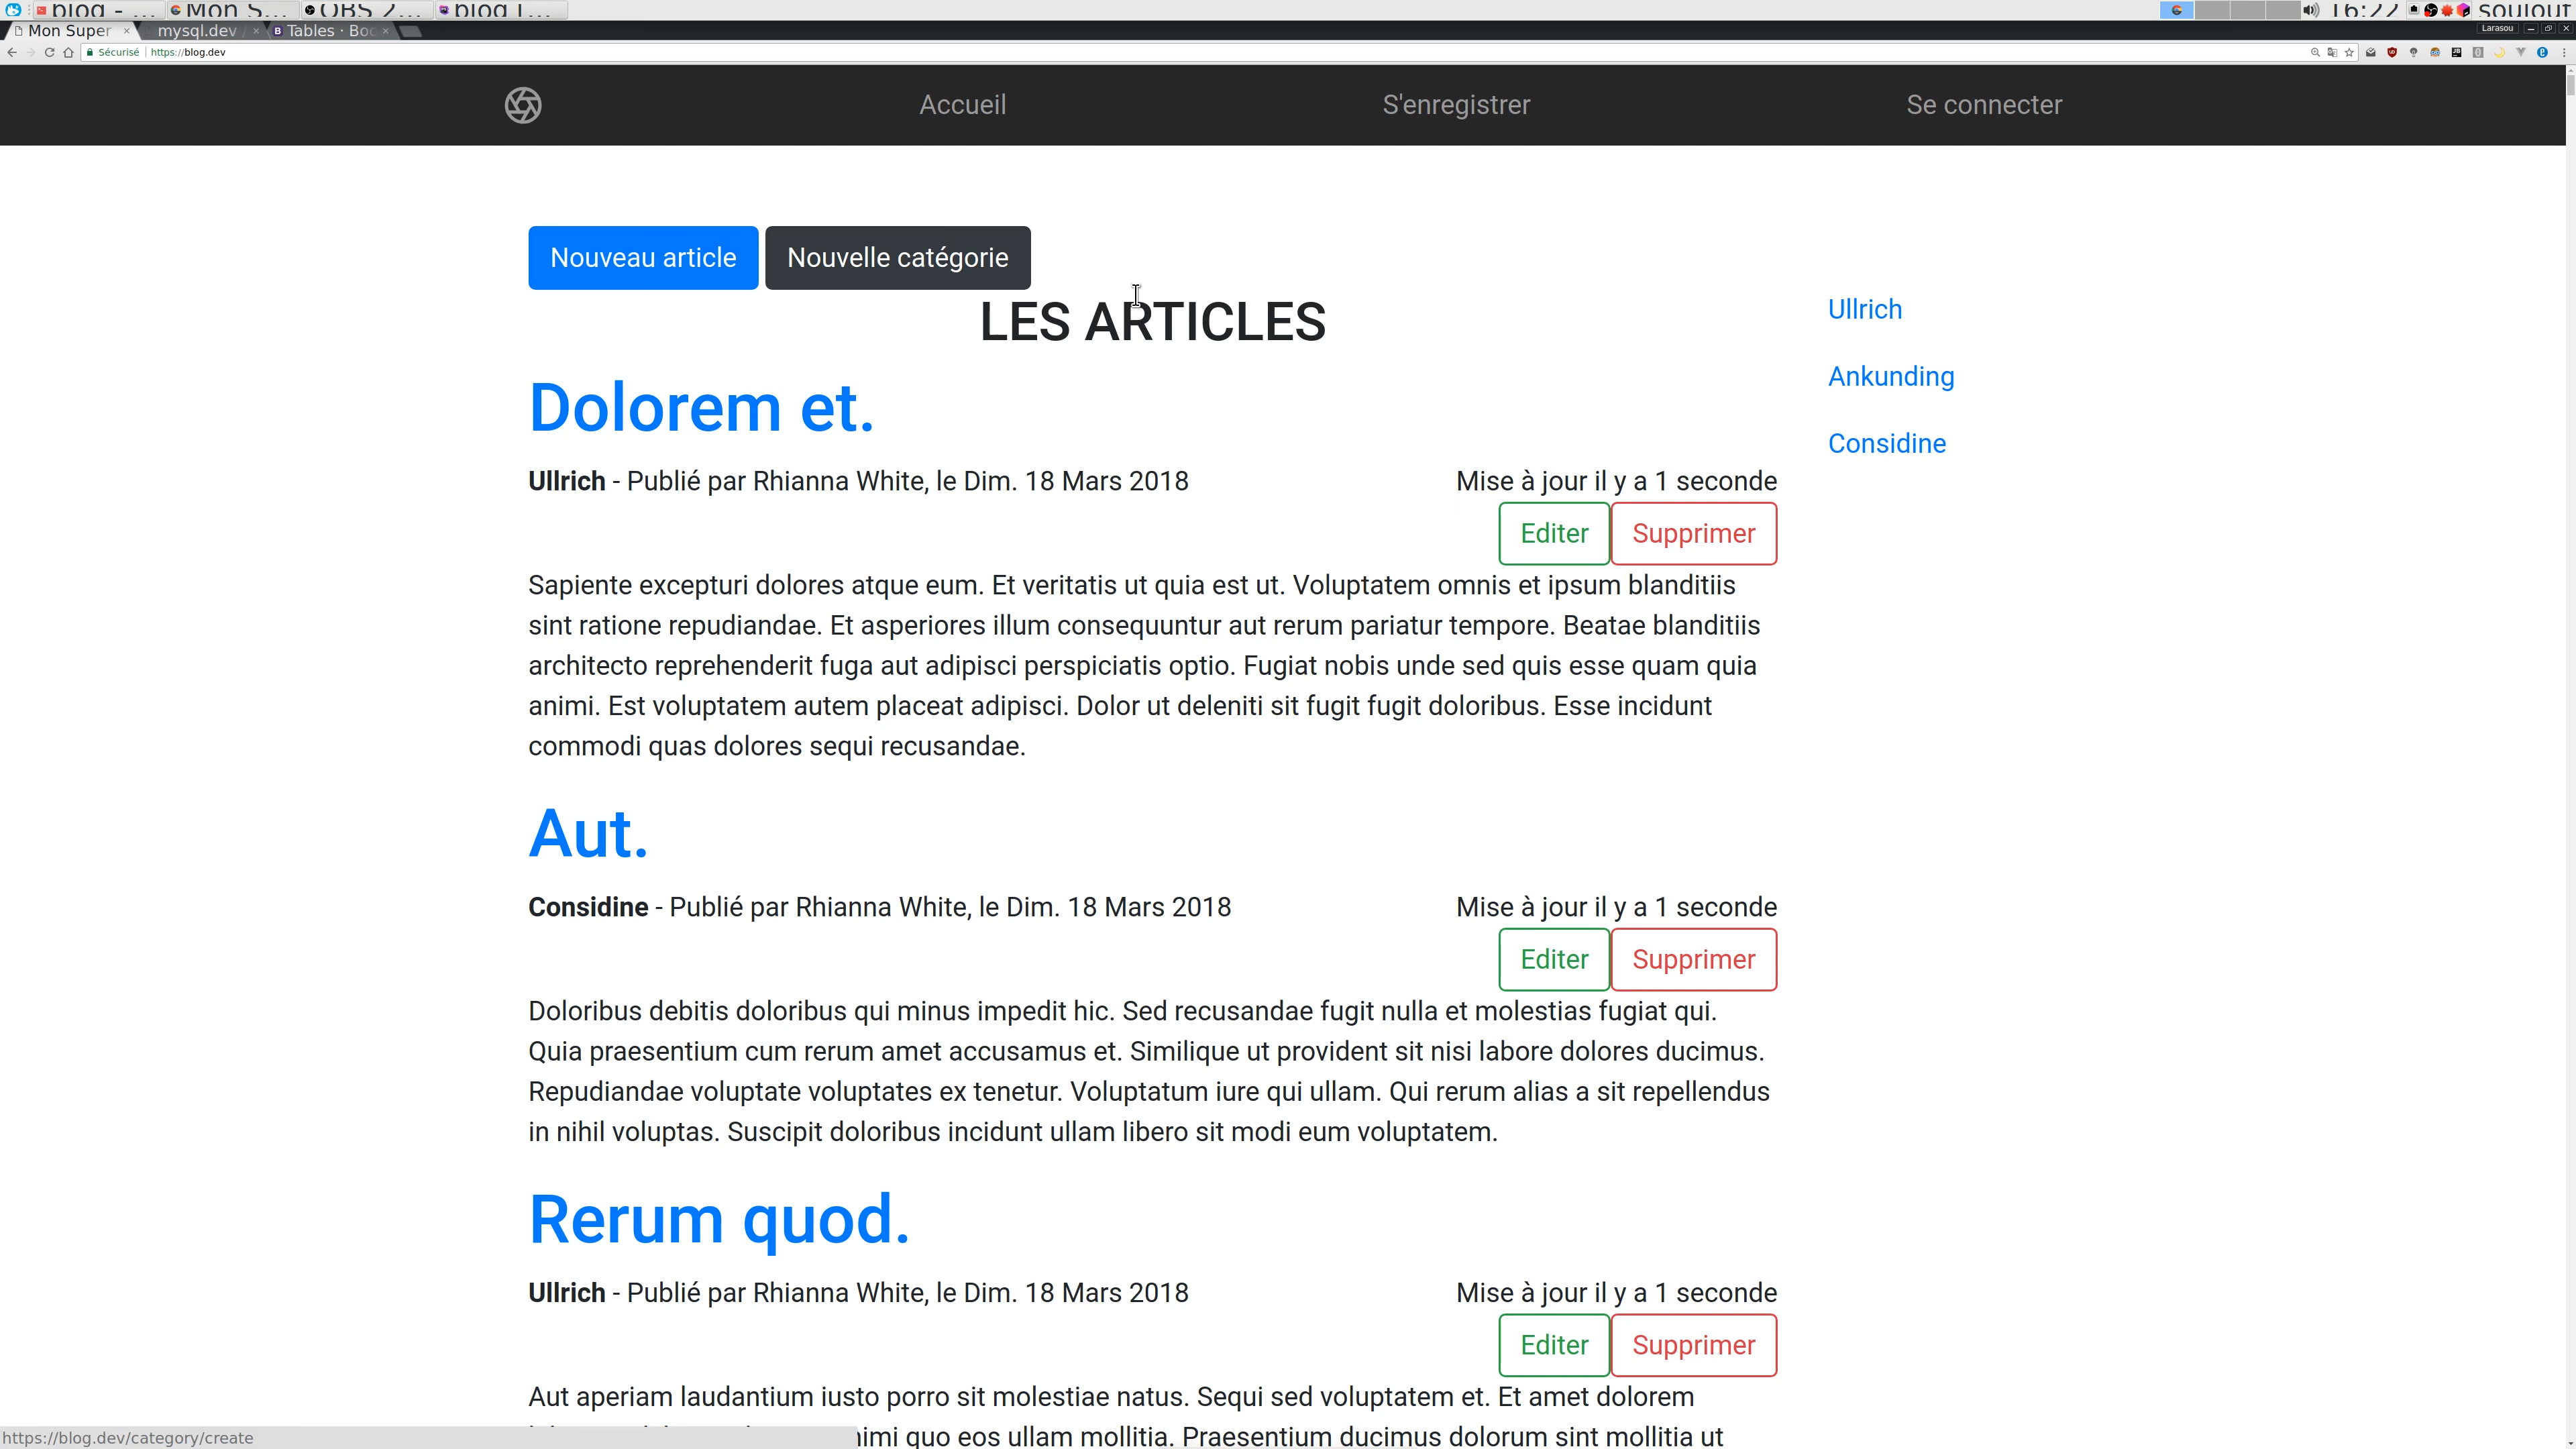 blog - ...
Mon S...
OBS 2...
blog [...
16:22
soulouf
Mon Super
mysql.dev /
Tables · Boo
Larasou
Sécurisé
https://blog.dev
Accueil
S'enregistrer
Se connecter
Nouveau article
Nouvelle catégorie
LES ARTICLES
Ullrich
Ankunding
Considine
Dolorem et.
Ullrich - Publié par Rhianna White, le Dim. 18 Mars 2018
Mise à jour il y a 1 seconde
Editer
Supprimer
Sapiente excepturi dolores atque eum. Et veritatis ut quia est ut. Voluptatem omnis et ipsum blanditiis
sint ratione repudiandae. Et asperiores illum consequuntur aut rerum pariatur tempore. Beatae blanditiis
architecto reprehenderit fuga aut adipisci perspiciatis optio. Fugiat nobis unde sed quis esse quam quia
animi. Est voluptatem autem placeat adipisci. Dolor ut deleniti sit fugit fugit doloribus. Esse incidunt
commodi quas dolores sequi recusandae.
Aut.
Considine - Publié par Rhianna White, le Dim. 18 Mars 2018
Mise à jour il y a 1 seconde
Editer
Supprimer
Doloribus debitis doloribus qui minus impedit hic. Sed recusandae fugit nulla et molestias fugiat qui.
Quia praesentium cum rerum amet accusamus et. Similique ut provident sit nisi labore dolores ducimus.
Repudiandae voluptate voluptates ex tenetur. Voluptatum iure qui ullam. Qui rerum alias a sit repellendus
in nihil voluptas. Suscipit doloribus incidunt ullam libero sit modi eum voluptatem.
Rerum quod.
Ullrich - Publié par Rhianna White, le Dim. 18 Mars 2018
Mise à jour il y a 1 seconde
Editer
Supprimer
Aut aperiam laudantium iusto porro sit molestiae natus. Sequi sed voluptatem et. Et amet dolorem
quo eos ullam mollitia. Praesentium ducimus dolorum sint mollitia ut
https://blog.dev/category/create